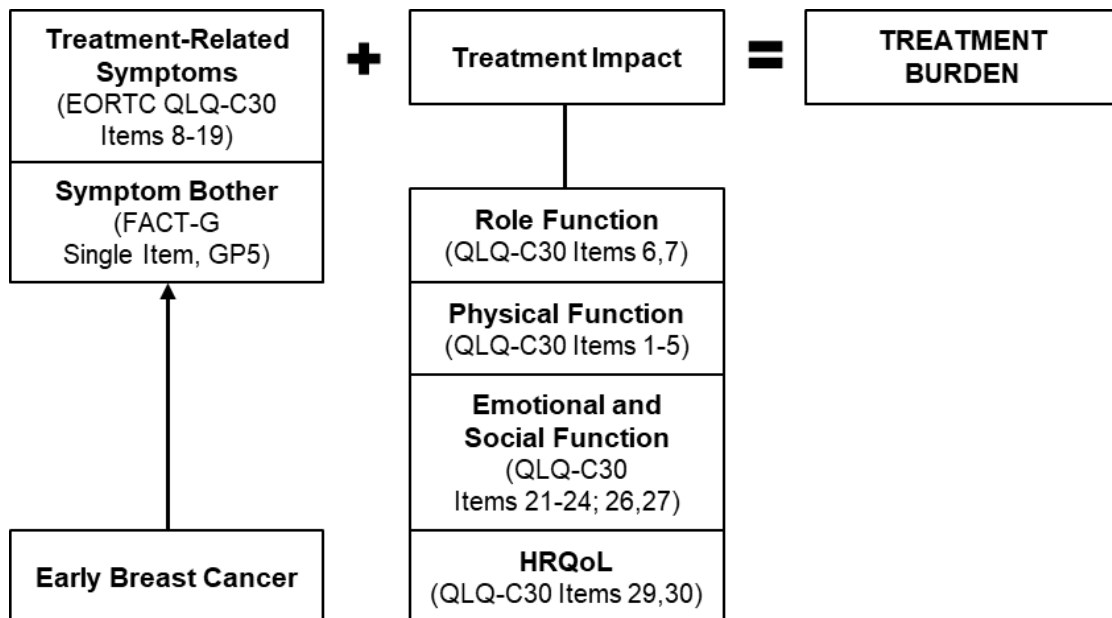 Treatment-Related
Symptoms
(EORTC QLQ-C30
Items 8-19)
Symptom Bother
(FACT-G
Single Item, GP5)
Early Breast Cancer
+
Treatment Impact
Role Function
(QLQ-C30 Items 6,7)
Physical Function
(QLQ-C30 Items 1-5)
Emotional and
Social Function
(QLQ-C30
Items 21-24; 26,27)
HRQoL
(QLQ-C30 Items 29,30)
=
TREATMENT
BURDEN